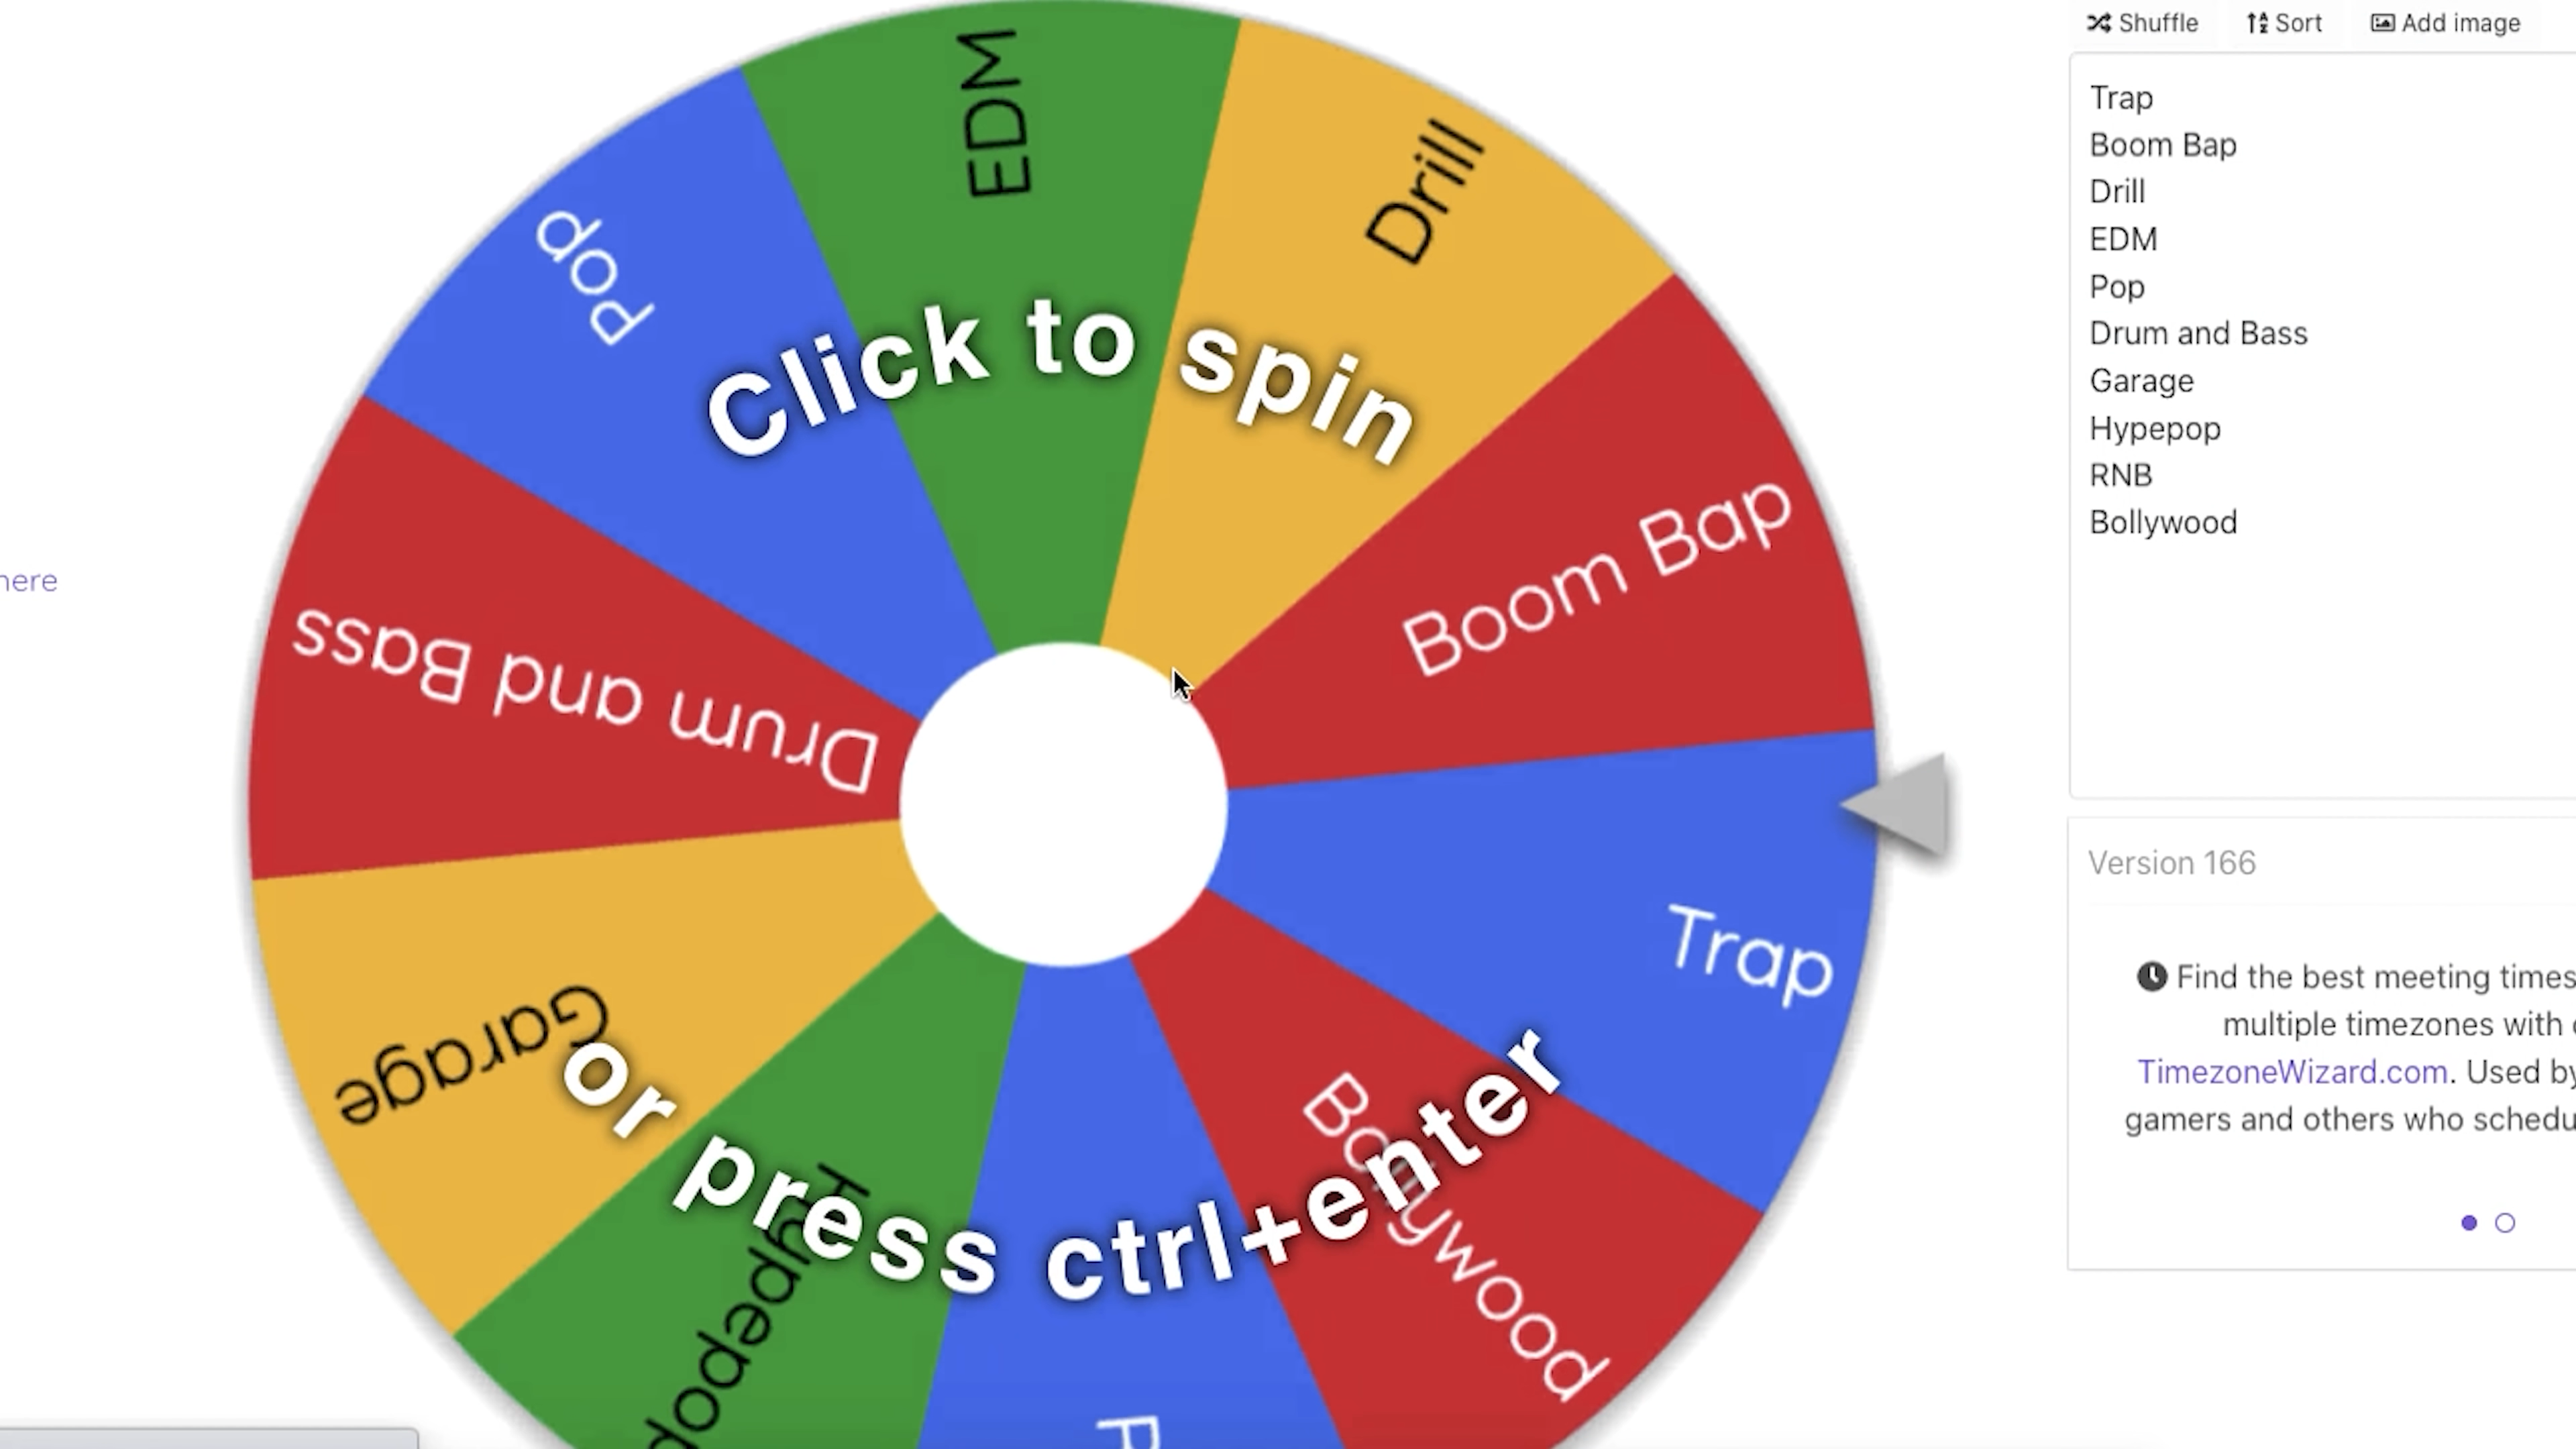 Shuffle Sort Add image
Trap
Boom Bap
Drill
EDM
Pop
Drum and Bass
Garage
Hypepop
RNB
Bollywood
EDM
Drill
Pop
Click to spin
Boom Bap
here
Drum and Bass
Trap
Garage
Bollywood
or press ctrl+enter
Hypepop
R
Version 166
Find the best meeting times
multiple timezones with
TimezoneWizard.com. Used by
gamers and others who schedu